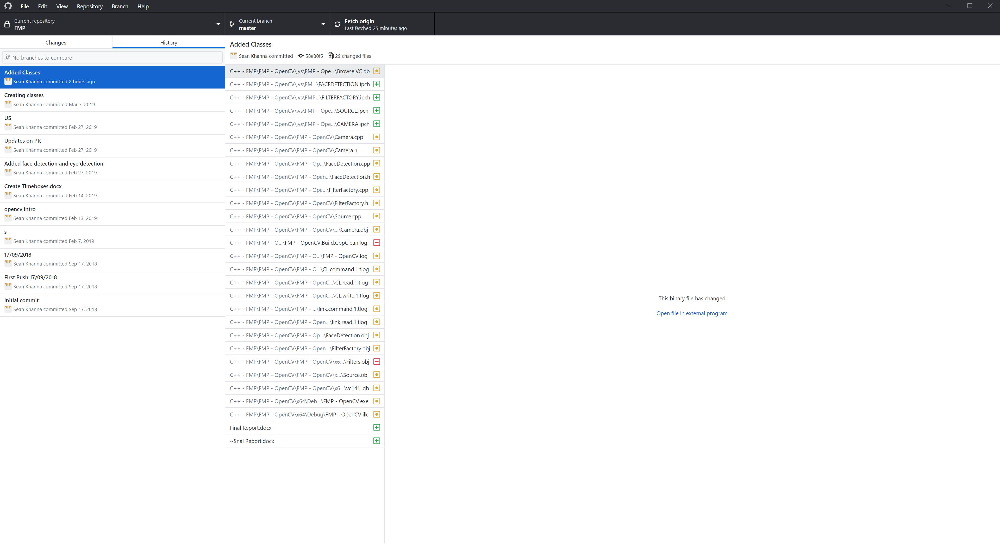 File Edit View Repository Branch Help
Current repository
FMP
Current branch
master
Fetch origin
Last fetched 25 minutes ago
Changes History
No branches to compare
Added Classes
Sean Khanna committed 2 hours ago
Creating classes
Sean Khanna committed Mar 7, 2019
US
Sean Khanna committed Feb 27, 2019
Updates on PR
Sean Khanna committed Feb 27, 2019
Added face detection and eye detection
Sean Khanna committed Feb 27, 2019
Create Timeboxes.docx
Sean Khanna committed Feb 14, 2019
opencv intro
Sean Khanna committed Feb 13, 2019
s
Sean Khanna committed Feb 7, 2019
17/09/2018
Sean Khanna committed Sep 17, 2018
First Push 17/09/2018
Sean Khanna committed Sep 17, 2018
Initial commit
Sean Khanna committed Sep 17, 2018
Added Classes
Sean Khanna committed 58e80f5 29 changed files
C++ - FMP\FMP - OpenCV\.vs\FMP - Ope...\Browse.VC.db
C++ - FMP\FMP - OpenCV\.vs\FM...\FACEDETECTION.ipch
C++ - FMP\FMP - OpenCV\.vs\FMP...\FILTERFACTORY.ipch
C++ - FMP\FMP - OpenCV\.vs\FMP - Ope...\SOURCE.ipch
C++ - FMP\FMP - OpenCV\.vs\FMP - Ope...\CAMERA.ipch
C++ - FMP\FMP - OpenCV\FMP - OpenCV\Camera.cpp
C++ - FMP\FMP - OpenCV\FMP - OpenCV\Camera.h
C++ - FMP\FMP - OpenCV\FMP - Op...\FaceDetection.cpp
C++ - FMP\FMP - OpenCV\FMP - Open...\FaceDetection.h
C++ - FMP\FMP - OpenCV\FMP - Ope...\FilterFactory.cpp
C++ - FMP\FMP - OpenCV\FMP - OpenCV\FilterFactory.h
C++ - FMP\FMP - OpenCV\FMP - OpenCV\Source.cpp
C++ - FMP\FMP - OpenCV\FMP - OpenCV\...\Camera.obj
C++ - FMP\FMP - O...\FMP - OpenCV.Build.CppClean.log
C++ - FMP\FMP - OpenCV\FMP - O...\FMP - OpenCV.log
C++ - FMP\FMP - OpenCV\FMP - O...\CL.command.1.tlog
C++ - FMP\FMP - OpenCV\FMP - OpenC...\CL.read.1.tlog
C++ - FMP\FMP - OpenCV\FMP - OpenC...\CL.write.1.tlog
C++ - FMP\FMP - OpenCV\FMP - ...\link.command.1.tlog
C++ - FMP\FMP - OpenCV\FMP - Open...\link.read.1.tlog
C++ - FMP\FMP - OpenCV\FMP - Op...\FaceDetection.obj
C++ - FMP\FMP - OpenCV\FMP - Open...\FilterFactory.obj
C++ - FMP\FMP - OpenCV\FMP - OpenCV\x6...\Filters.obj
C++ - FMP\FMP - OpenCV\FMP - OpenCV\x...\Source.obj
C++ - FMP\FMP - OpenCV\FMP - OpenCV\x6...\vc141.idb
C++ - FMP\FMP - OpenCV\x64\Deb...\FMP - OpenCV.exe
C++ - FMP\FMP - OpenCV\x64\Debug\FMP - OpenCV.ilk
Final Report.docx
~$nal Report.docx
This binary file has changed.
Open file in external program.